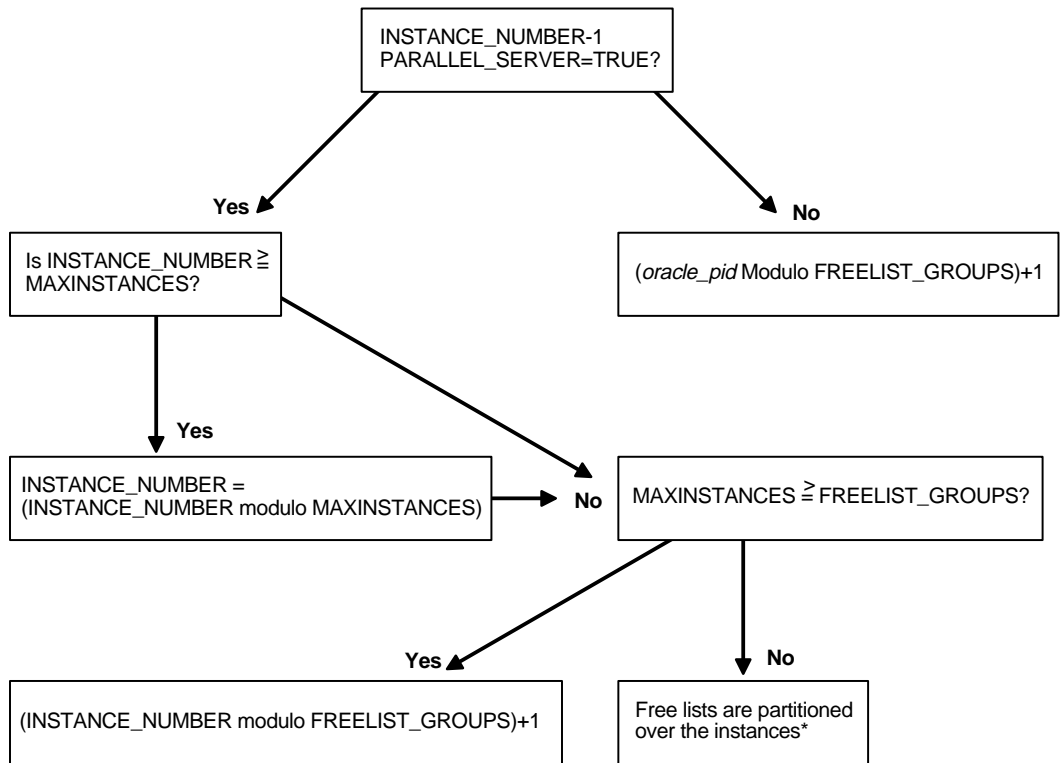 INSTANCE_NUMBER-1
PARALLEL_SERVER=TRUE?
Yes
No
Is INSTANCE_NUMBER ≧
MAXINSTANCES?
(oracle_pid Modulo FREELIST_GROUPS)+1
Yes
INSTANCE_NUMBER =
(INSTANCE_NUMBER modulo MAXINSTANCES)
No
MAXINSTANCES ≧ FREELIST_GROUPS?
Yes
No
(INSTANCE_NUMBER modulo FREELIST_GROUPS)+1
Free lists are partitioned
over the instances*